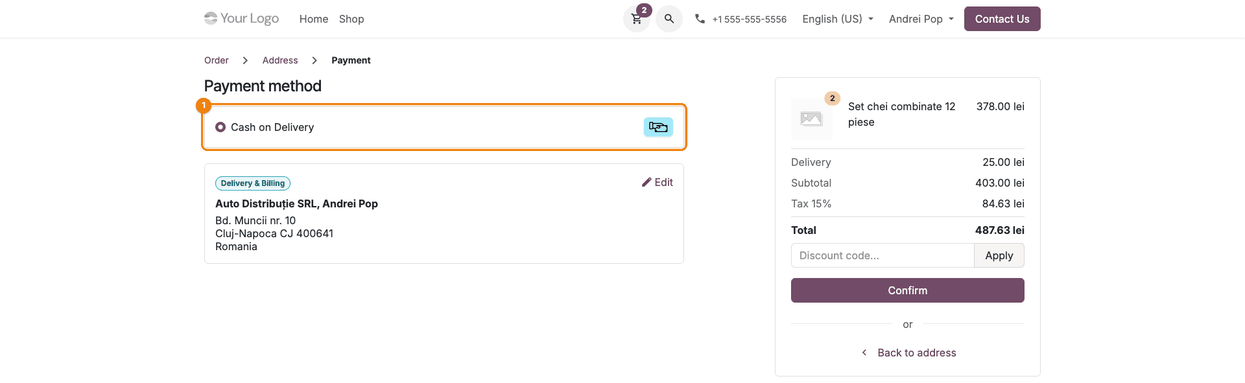 Your Logo
Home
Shop
2
+1 555-555-5556
English (US)
Andrei Pop
Contact Us
Order > Address > Payment
Payment method
1
Cash on Delivery
Delivery & Billing
Edit
Auto Distribuție SRL, Andrei Pop
Bd. Muncii nr. 10
Cluj-Napoca CJ 400641
Romania
2
Set chei combinate 12 piese
378.00 lei
Delivery 25.00 lei
Subtotal 403.00 lei
Tax 15% 84.63 lei
Total 487.63 lei
Discount code...
Apply
Confirm
or
< Back to address